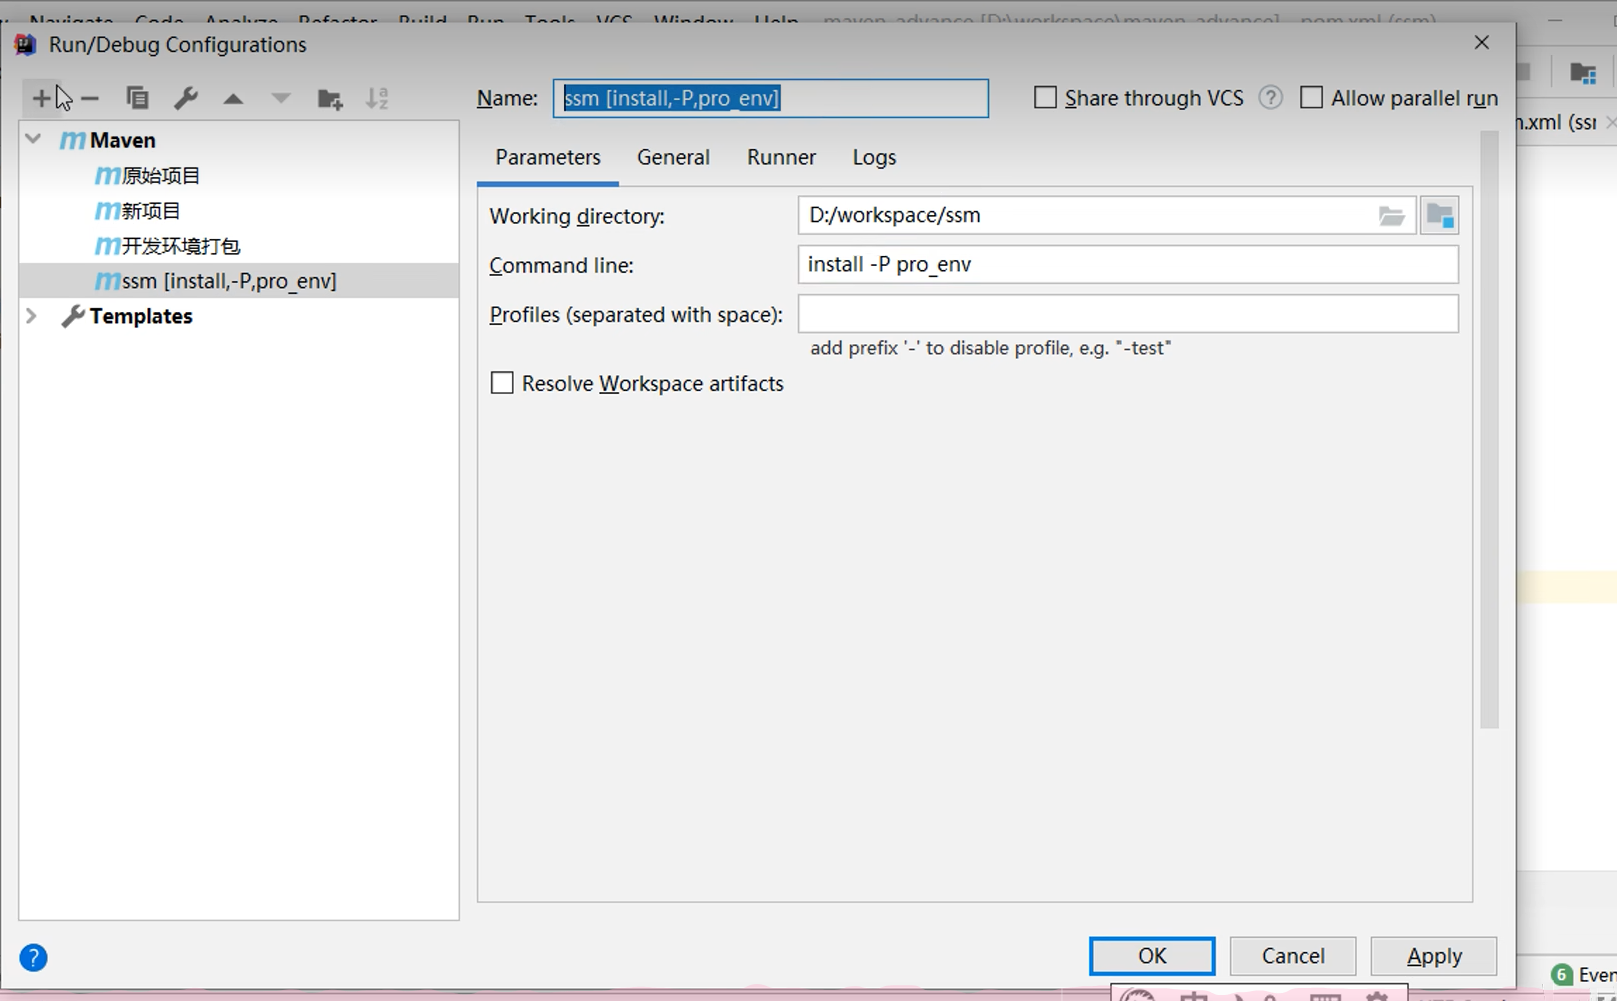 Navigate Code Analyze Refactor Build Run Tools VCS Window Help maven_advance [D:\workspace\maven_advance] - pom.xml (ssm)
Run/Debug Configurations
Name: ssm [install,-P,pro_env] Share through VCS ? Allow parallel run
Maven
原始项目
新项目
开发环境打包
ssm [install,-P,pro_env]
Templates
Parameters General Runner Logs
Working directory: D:/workspace/ssm
Command line: install -P pro_env
Profiles (separated with space):
add prefix '-' to disable profile, e.g. "-test"
Resolve Workspace artifacts
m.xml (ssm
?
OK Cancel Apply
6 Even
中